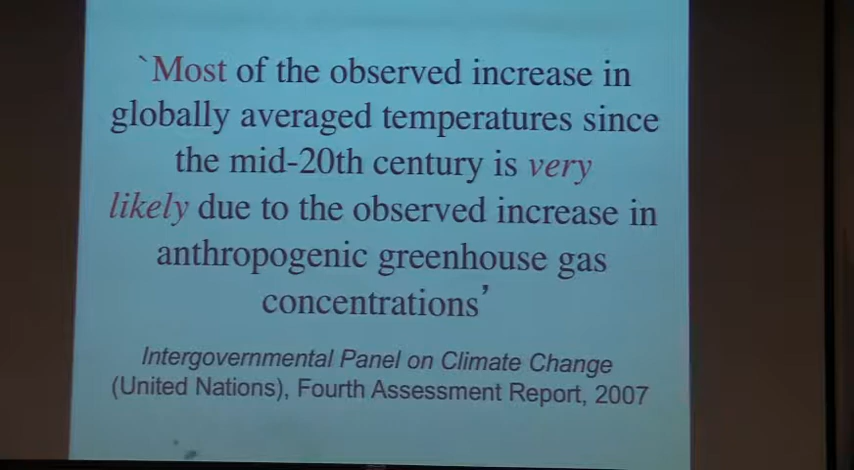 `Most of the observed increase in
globally averaged temperatures since
the mid-20th century is very
likely due to the observed increase in
anthropogenic greenhouse gas
concentrations’
Intergovernmental Panel on Climate Change
(United Nations), Fourth Assessment Report, 2007